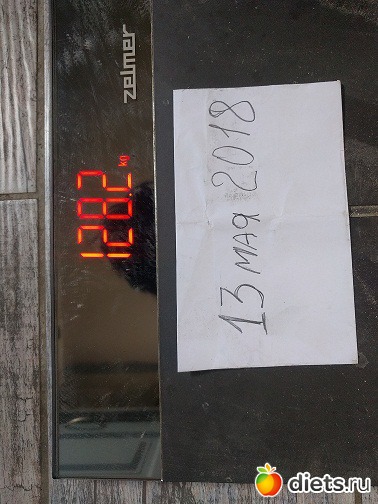 zelmer
128.2 kg
13 мая 2018
diets.ru